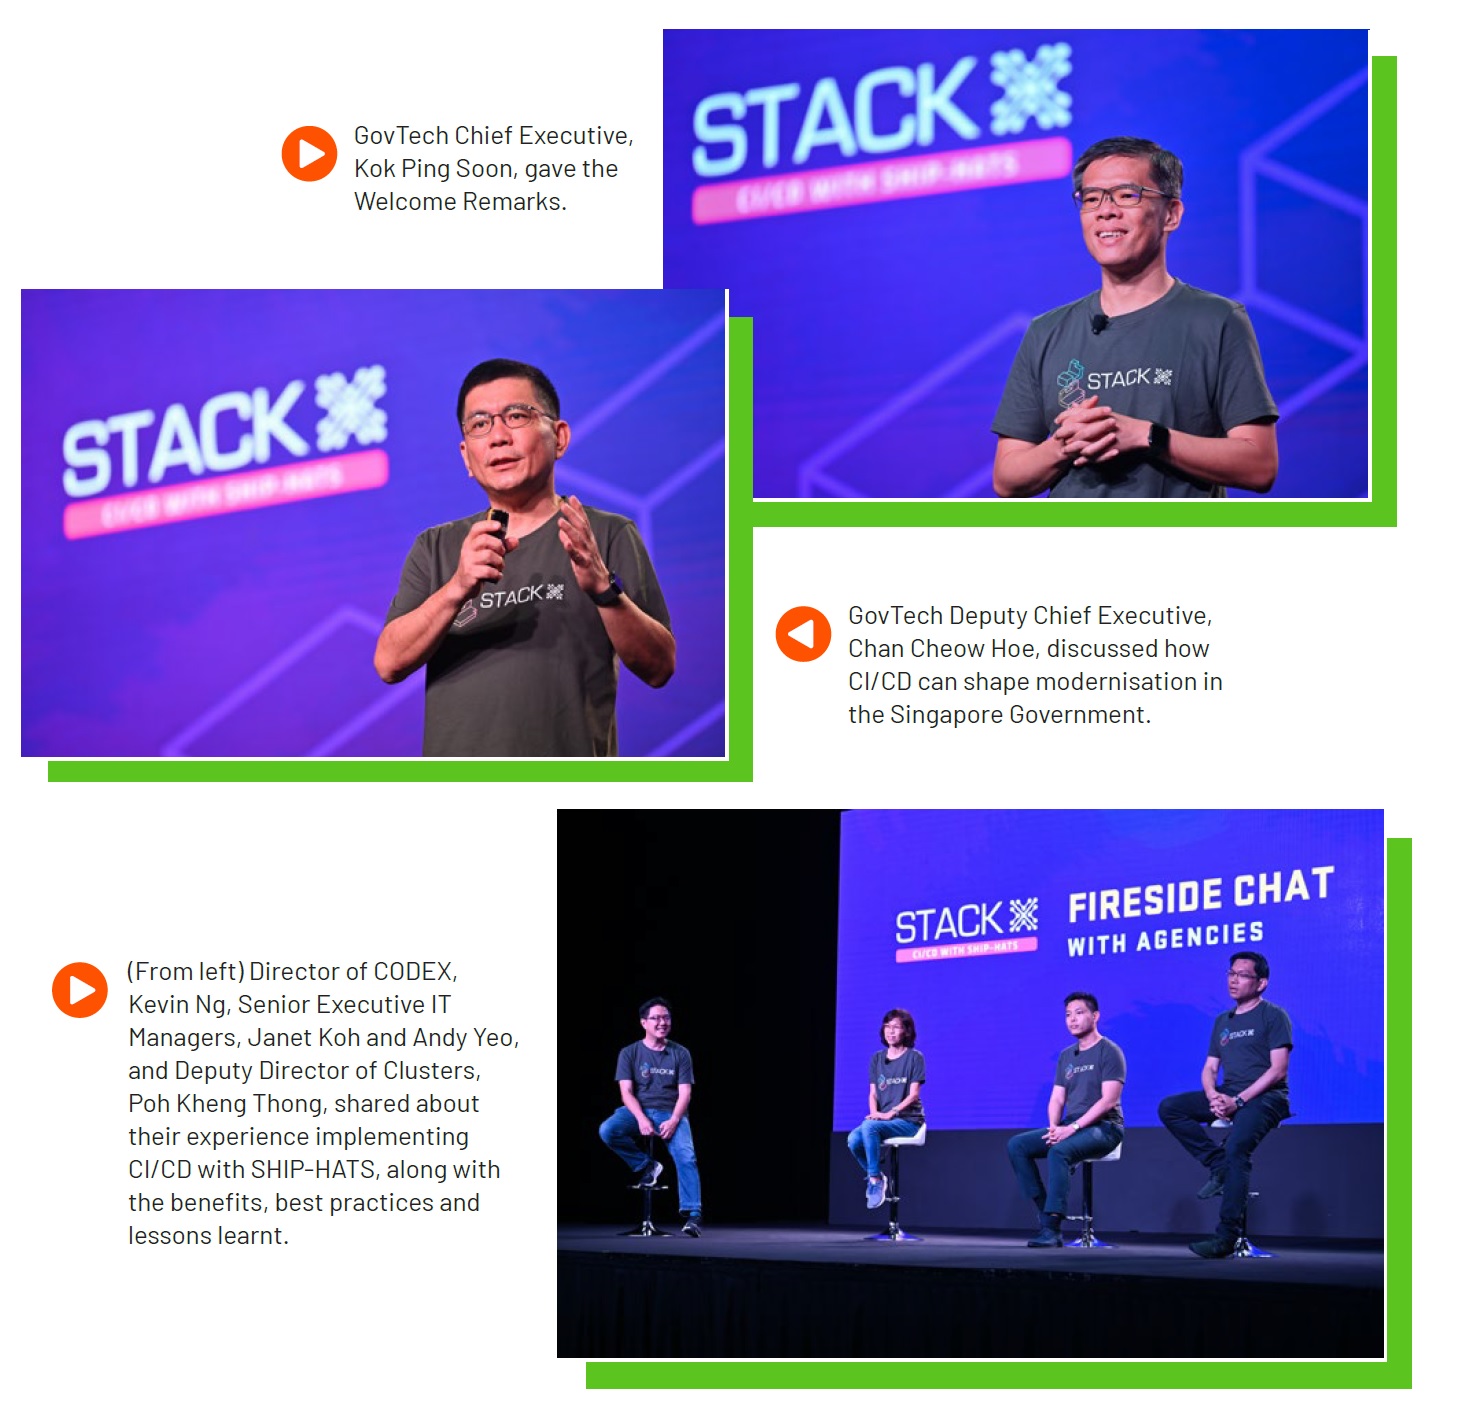 STACK
CI/CD WITH SHIP-HATS
GovTech Chief Executive,
Kok Ping Soon, gave the
Welcome Remarks.
STACK
STACK
CI/CD WITH SHIP-HATS
STACK
GovTech Deputy Chief Executive,
Chan Cheow Hoe, discussed how
CI/CD can shape modernisation in
the Singapore Government.
FIRESIDE CHAT
STACK
WITH AGENCIES
CI/CD WITH SHIP-HATS
(From left) Director of CODEX,
Kevin Ng, Senior Executive IT
Managers, Janet Koh and Andy Yeo,
and Deputy Director of Clusters,
Poh Kheng Thong, shared about
their experience implementing
CI/CD with SHIP-HATS, along with
the benefits, best practices and
lessons learnt.
STACK
STACK
STACK
STACK